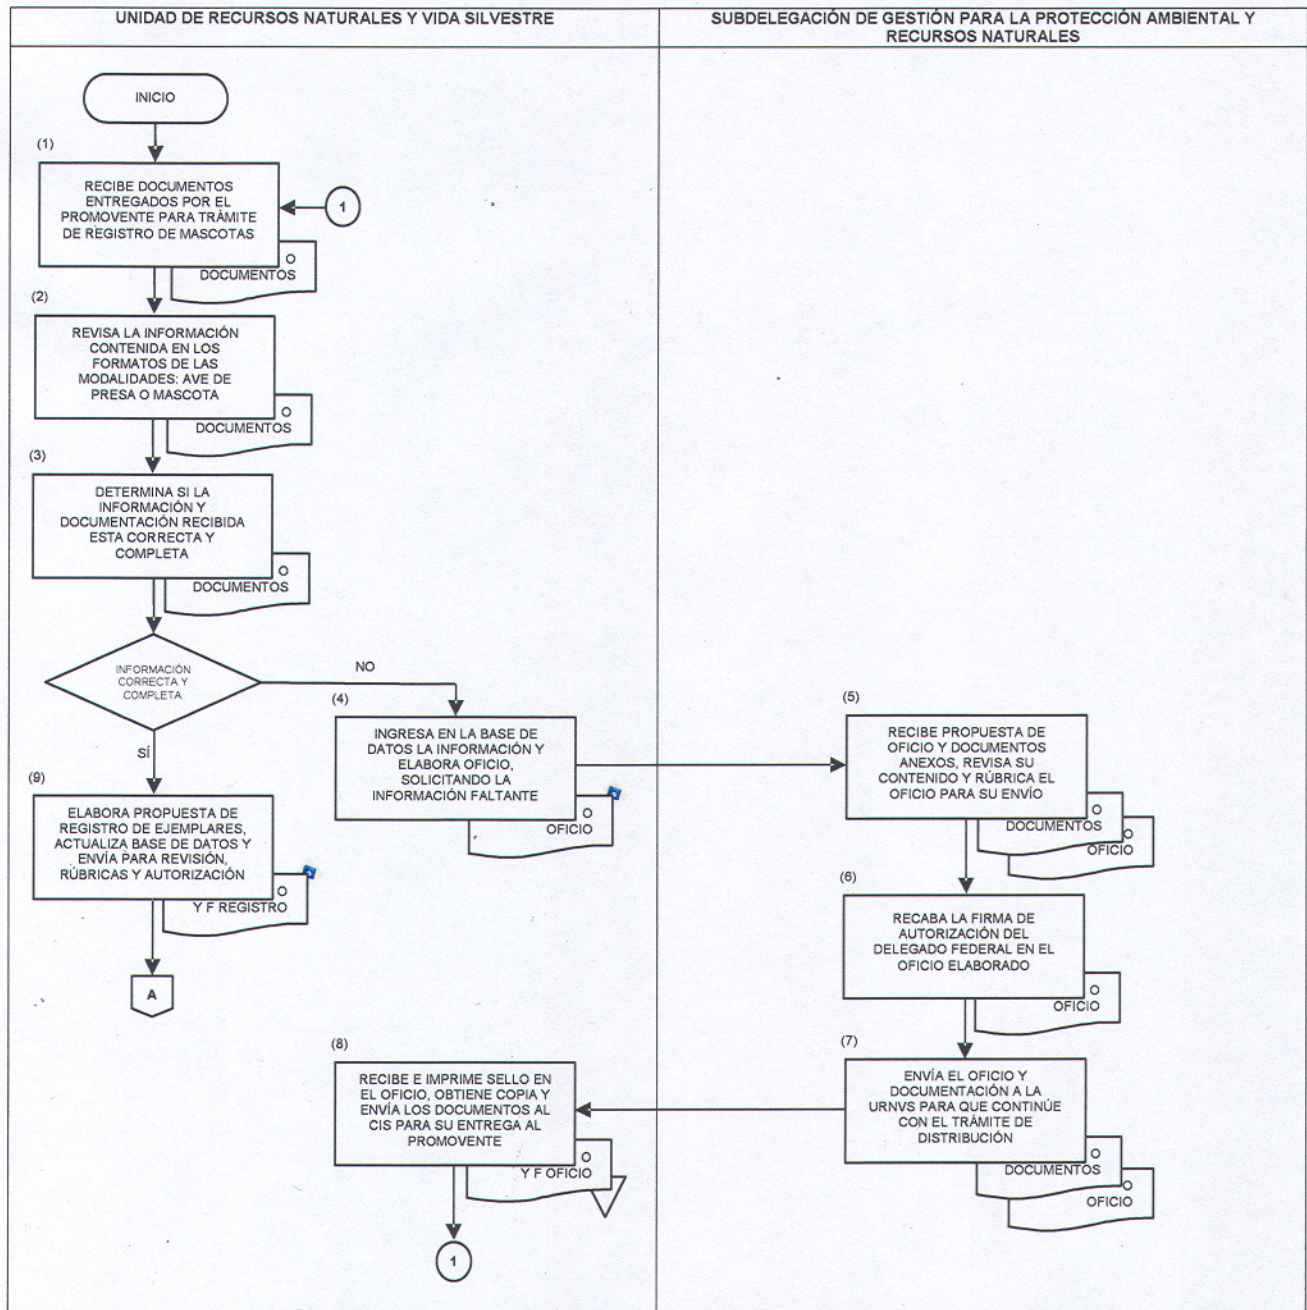 UNIDAD DE RECURSOS NATURALES Y VIDA SILVESTRE
SUBDELEGACIÓN DE GESTIÓN PARA LA PROTECCIÓN AMBIENTAL Y
RECURSOS NATURALES
INICIO
(1)
RECIBE DOCUMENTOS
ENTREGADOS POR EL
PROMOVENTE PARA TRÁMITE
DE REGISTRO DE MASCOTAS
1
O
DOCUMENTOS
(2)
REVISA LA INFORMACIÓN
CONTENIDA EN LOS
FORMATOS DE LAS
MODALIDADES: AVE DE
PRESA O MASCOTA
O
DOCUMENTOS
(3)
DETERMINA SI LA
INFORMACIÓN Y
DOCUMENTACIÓN RECIBIDA
ESTA CORRECTA Y
COMPLETA
O
DOCUMENTOS
INFORMACIÓN
CORRECTA Y
COMPLETA
NO
SÍ
(4)
INGRESA EN LA BASE DE
DATOS LA INFORMACIÓN Y
ELABORA OFICIO,
SOLICITANDO LA
INFORMACIÓN FALTANTE
O
OFICIO
(5)
RECIBE PROPUESTA DE
OFICIO Y DOCUMENTOS
ANEXOS, REVISA SU
CONTENIDO Y RÚBRICA EL
OFICIO PARA SU ENVÍO
O
DOCUMENTOS
O
OFICIO
(9)
ELABORA PROPUESTA DE
REGISTRO DE EJEMPLARES,
ACTUALIZA BASE DE DATOS Y
ENVÍA PARA REVISIÓN,
RÚBRICAS Y AUTORIZACIÓN
O
Y F REGISTRO
A
(6)
RECABA LA FIRMA DE
AUTORIZACIÓN DEL
DELEGADO FEDERAL EN EL
OFICIO ELABORADO
O
OFICIO
(7)
ENVÍA EL OFICIO Y
DOCUMENTACIÓN A LA
URNVS PARA QUE CONTINÚE
CON EL TRÁMITE DE
DISTRIBUCIÓN
O
DOCUMENTOS
O
OFICIO
(8)
RECIBE E IMPRIME SELLO EN
EL OFICIO, OBTIENE COPIA Y
ENVÍA LOS DOCUMENTOS AL
CIS PARA SU ENTREGA AL
PROMOVENTE
O
Y F OFICIO
1